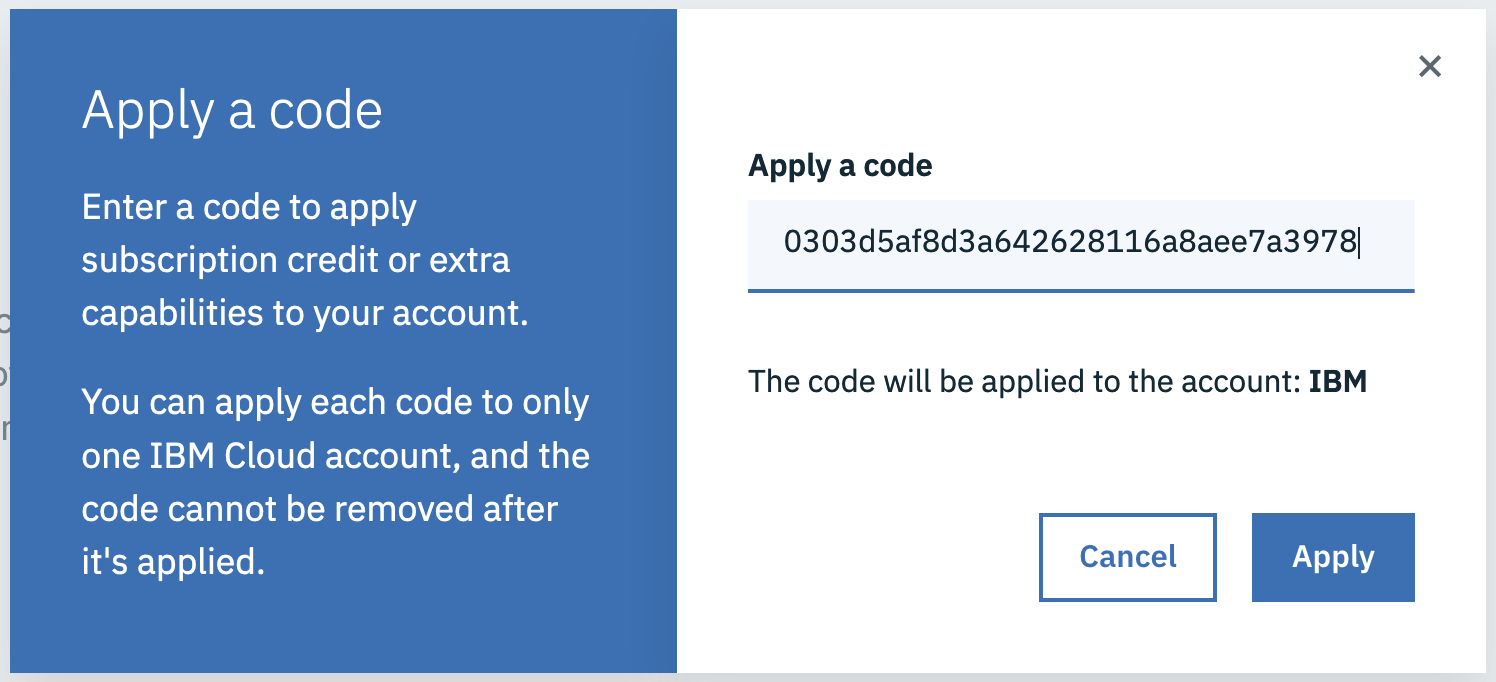 Apply a code
Enter a code to apply
subscription credit or extra
capabilities to your account.
You can apply each code to only
one IBM Cloud account, and the
code cannot be removed after
it's applied.
Apply a code
0303d5af8d3a642628116a8aee7a3978
The code will be applied to the account: IBM
Cancel
Apply